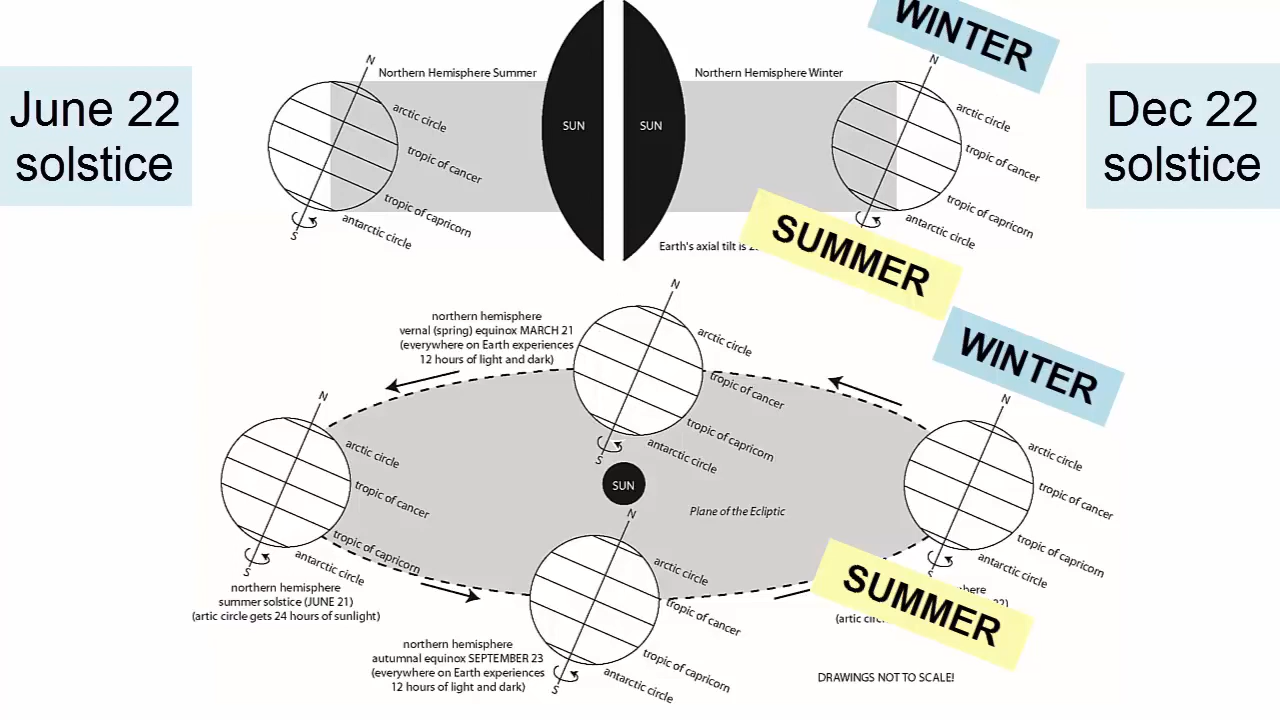 WINTER
N
N
Northern Hemisphere Summer
Northern Hemisphere Winter
June 22
solstice
Dec 22
solstice
arctic circle
arctic circle
SUN
SUN
tropic of cancer
tropic of cancer
tropic of capricorn
tropic of capricorn
antarctic circle
antarctic circle
S
Earth's axial tilt is
SUMMER
N
northern hemisphere
vernal (spring) equinox MARCH 21
(everywhere on Earth experiences
12 hours of light and dark)
arctic circle
tropic of cancer
tropic of capricorn
antarctic circle
S
WINTER
N
arctic circle
tropic of cancer
tropic of capricorn
antarctic circle
S
northern hemisphere
summer solstice (JUNE 21)
(artic circle gets 24 hours of sunlight)
SUN
Plane of the Ecliptic
N
arctic circle
tropic of cancer
tropic of capricorn
antarctic circle
S
northern hemisphere
autumnal equinox SEPTEMBER 23
(everywhere on Earth experiences
12 hours of light and dark)
N
arctic circle
tropic of cancer
tropic of capricorn
antarctic circle
S
SUMMER
(artic
DRAWINGS NOT TO SCALE!